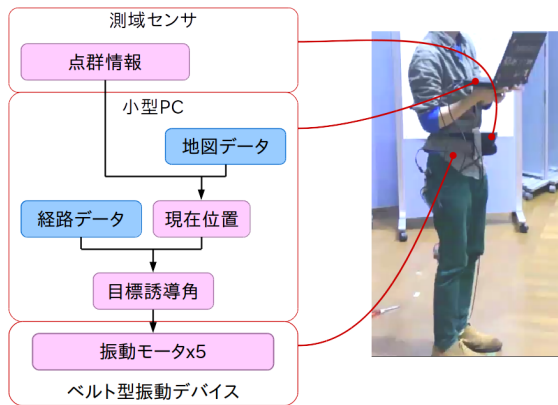 測域センサ
点群情報
小型PC
地図データ
経路データ
現在位置
目標誘導角
振動モータx5
ベルト型振動デバイス